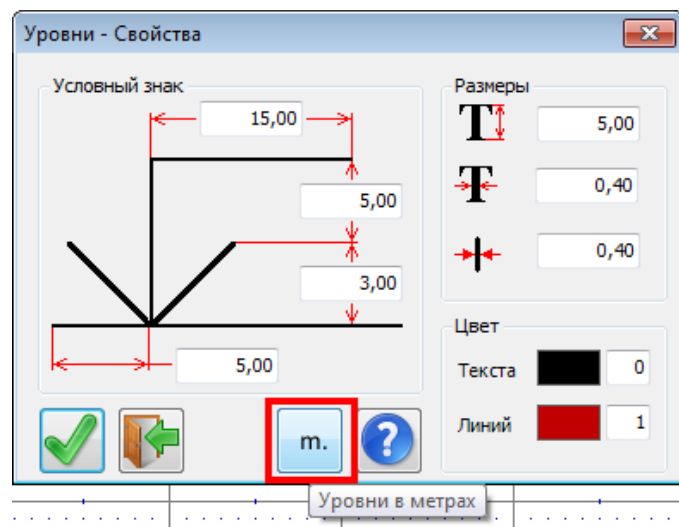 Уровни - Свойства
Условный знак
15,00
5,00
3,00
5,00
Размеры
T 5,00
T 0,40
0,40
Цвет
Текста 0
Линий 1
m.
?
Уровни в метрах